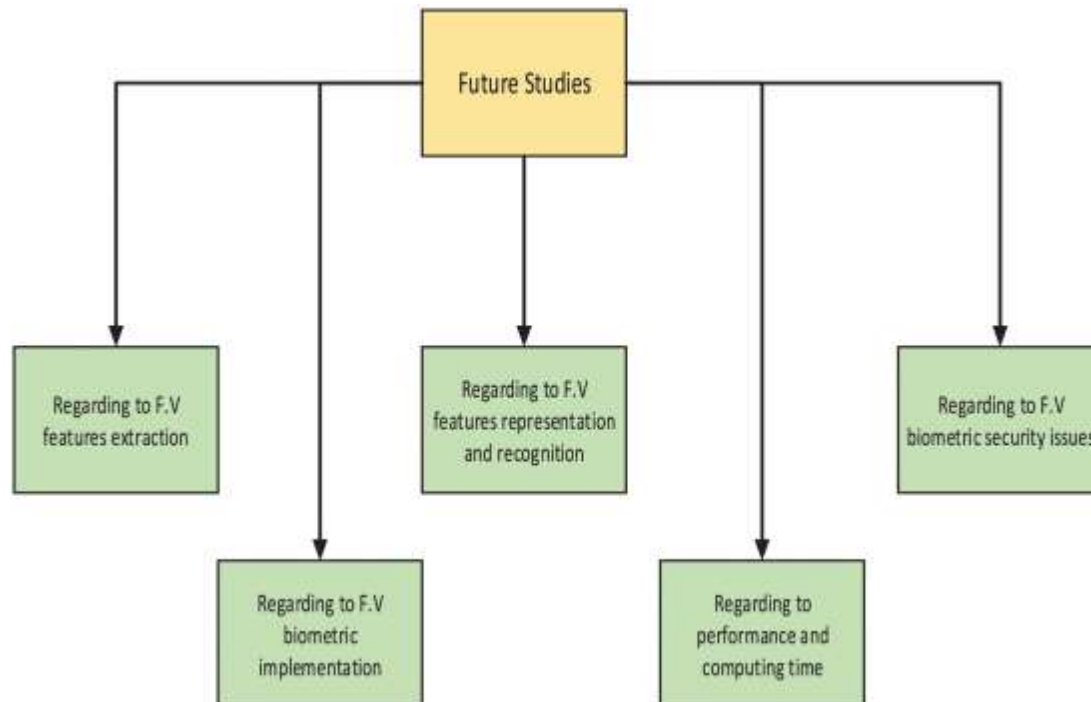 Future Studies
Regarding to F.V
features extraction
Regarding to F.V
features representation
and recognition
Regarding to F.V
biometric security issues
Regarding to F.V
biometric
implementation
Regarding to
performance and
computing time